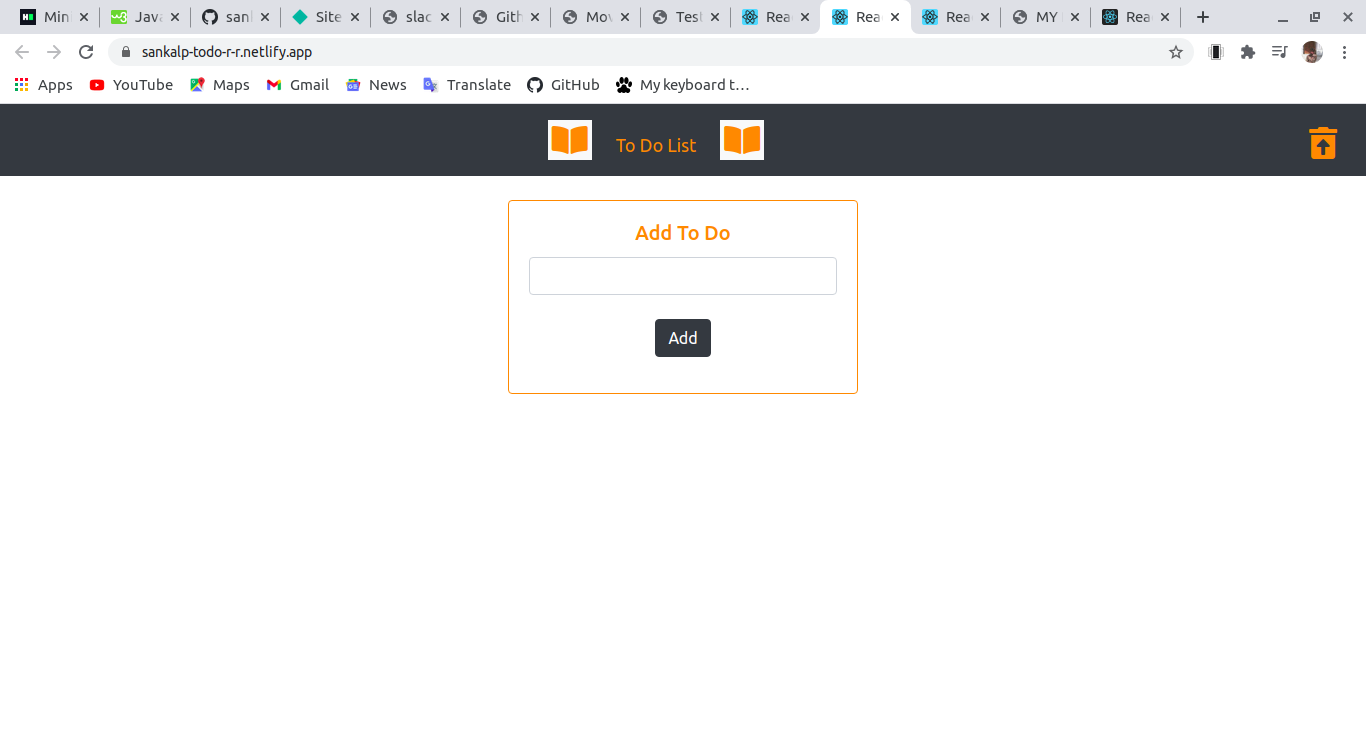 Min Java san Site slac Gith Mov Test Rea Rea Rea MY Rea
sankalp-todo-r-r.netlify.app
Apps YouTube Maps Gmail News Translate GitHub My keyboard t...
To Do List
Add To Do
Add